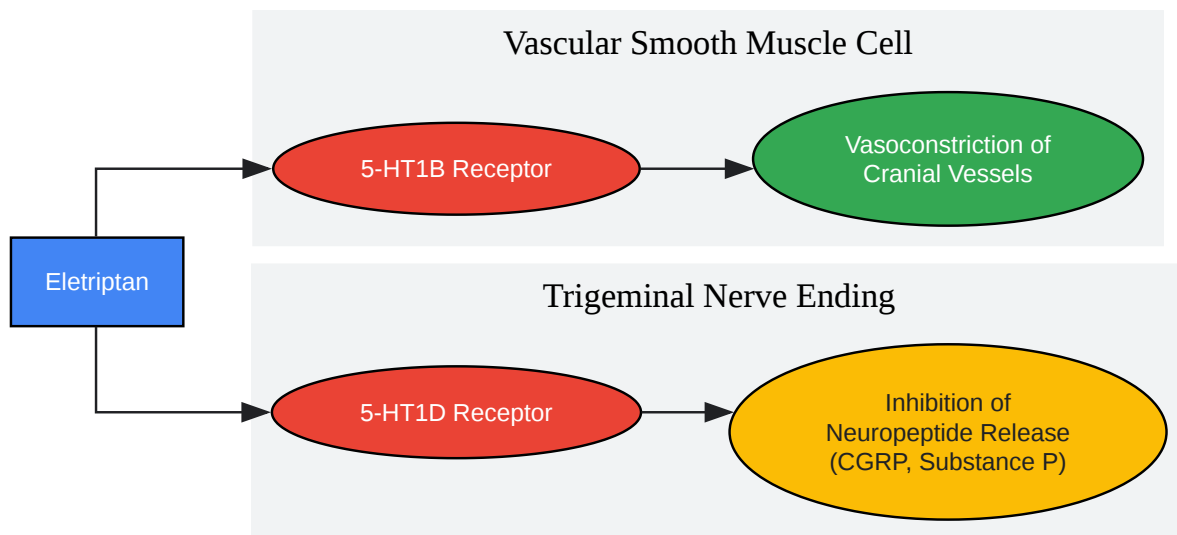 Vascular Smooth Muscle Cell
5-HT1B Receptor
Vasoconstriction of
Cranial Vessels
Eletriptan
Trigeminal Nerve Ending
5-HT1D Receptor
Inhibition of
Neuropeptide Release
(CGRP, Substance P)